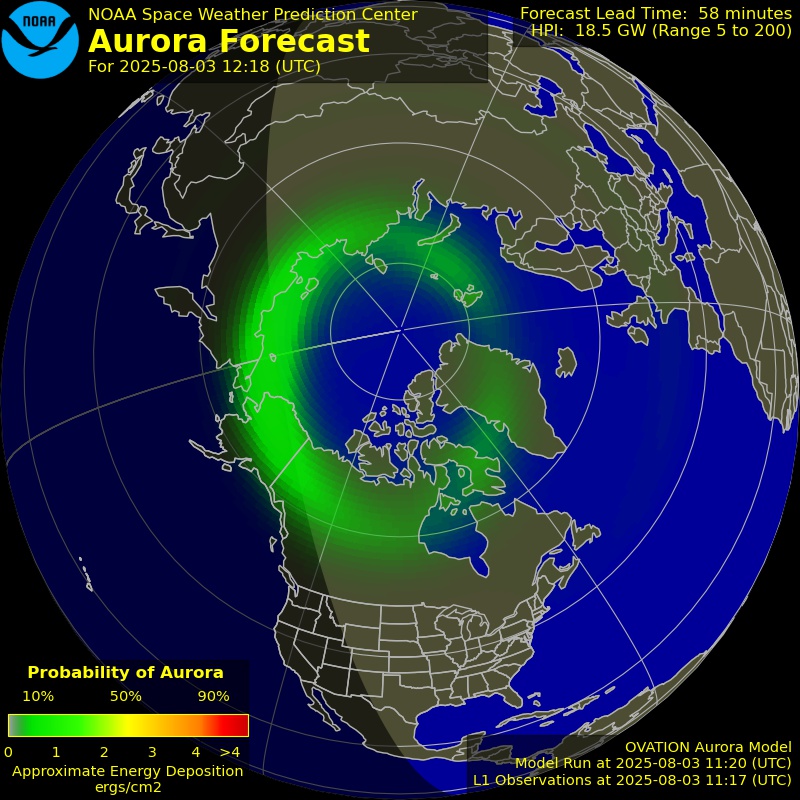 NOAA
NOAA Space Weather Prediction Center
Aurora Forecast
For 2025-08-03 12:18 (UTC)
Forecast Lead Time: 58 minutes
HPI: 18.5 GW (Range 5 to 200)
Probability of Aurora
10% 50% 90%
0 1 2 3 4 >4
Approximate Energy Deposition
ergs/cm2
OVATION Aurora Model
Model Run at 2025-08-03 11:20 (UTC)
L1 Observations at 2025-08-03 11:17 (UTC)